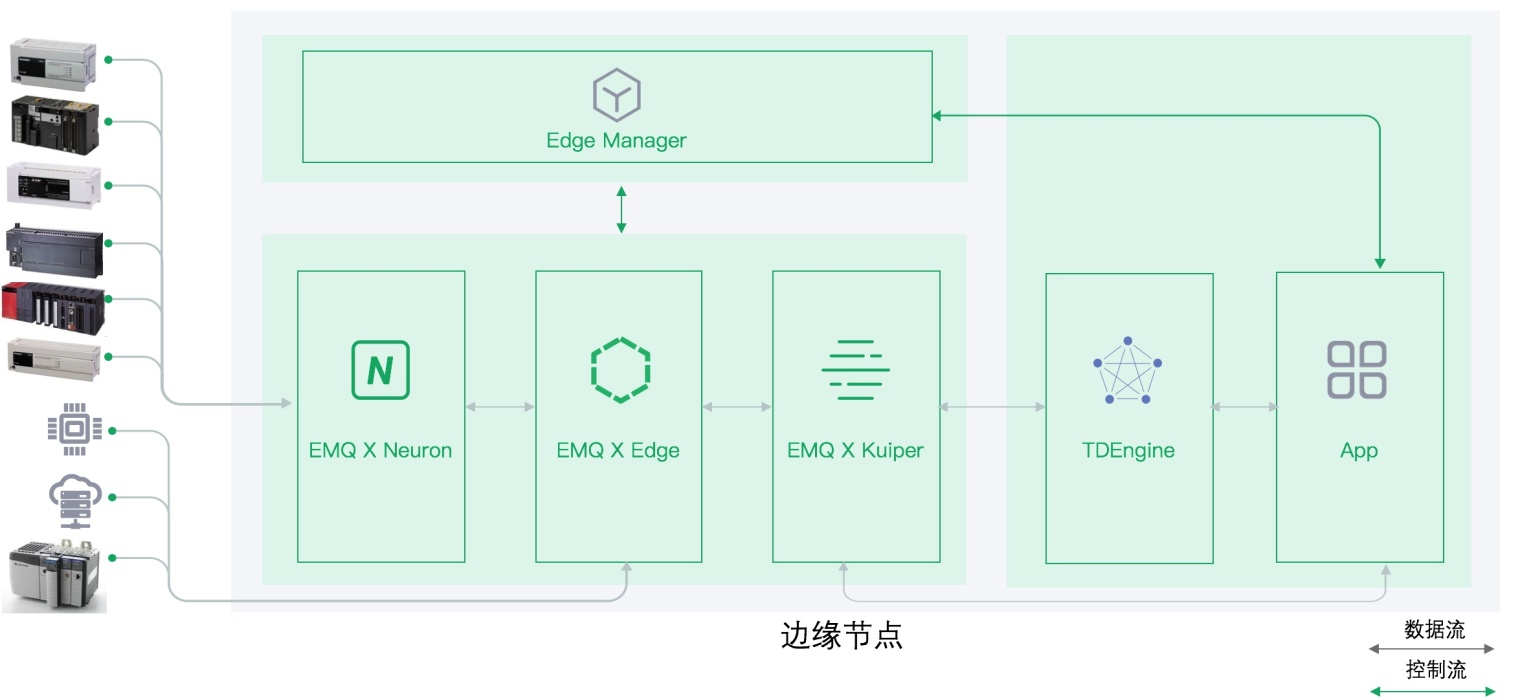 Edge Manager
N
EMQ X Neuron
EMQ X Edge
EMQ X Kuiper
TDEngine
App
边缘节点
数据流
控制流